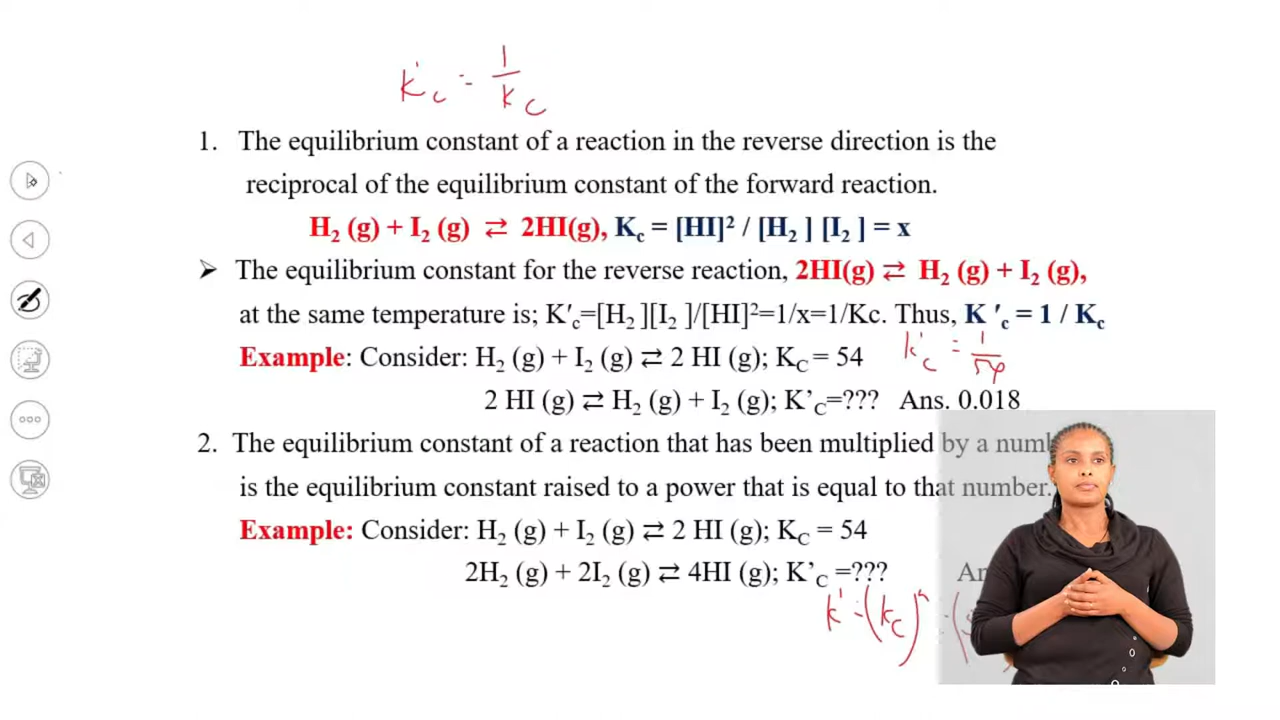 K'c = 1/Kc
1. The equilibrium constant of a reaction in the reverse direction is the
reciprocal of the equilibrium constant of the forward reaction.
H₂ (g) + I₂ (g) ⇄ 2HI(g), Kc = [HI]² / [H₂ ] [I₂ ] = x
➢ The equilibrium constant for the reverse reaction, 2HI(g) ⇄ H₂ (g) + I₂ (g),
at the same temperature is; K′c=[H₂ ][I₂ ]/[HI]²=1/x=1/Kc. Thus, K ′c = 1 / Kc
Example: Consider: H₂ (g) + I₂ (g) ⇄ 2 HI (g); KC = 54
K'c = 1/54
2 HI (g) ⇄ H₂ (g) + I₂ (g); K’C=??? Ans. 0.018
2. The equilibrium constant of a reaction that has been multiplied by a
is the equilibrium constant raised to a power that is equal to that number.
Example: Consider: H₂ (g) + I₂ (g) ⇄ 2 HI (g); KC = 54
2H₂ (g) + 2I₂ (g) ⇄ 4HI (g); K’C =???
K' = (Kc)ⁿ =